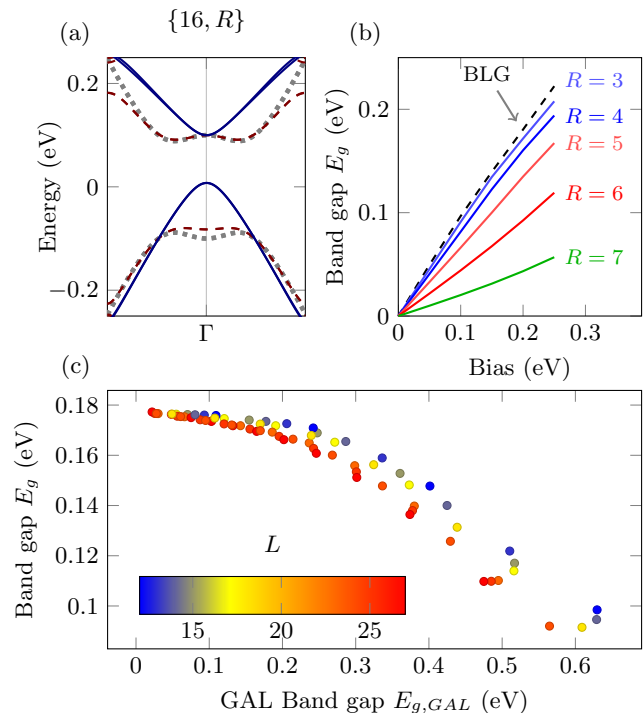 {16, R}
(a)
(b)
0.2
0
−0.2
Energy (eV)
Γ
BLG
R = 3
R = 4
R = 5
R = 6
R = 7
0.2
0.1
0
Band gap E_g (eV)
0 0.1 0.2 0.3
Bias (eV)
(c)
0.18
0.16
0.14
0.12
0.1
Band gap E_g (eV)
L
15 20 25
0 0.1 0.2 0.3 0.4 0.5 0.6
GAL Band gap E_{g,GAL} (eV)